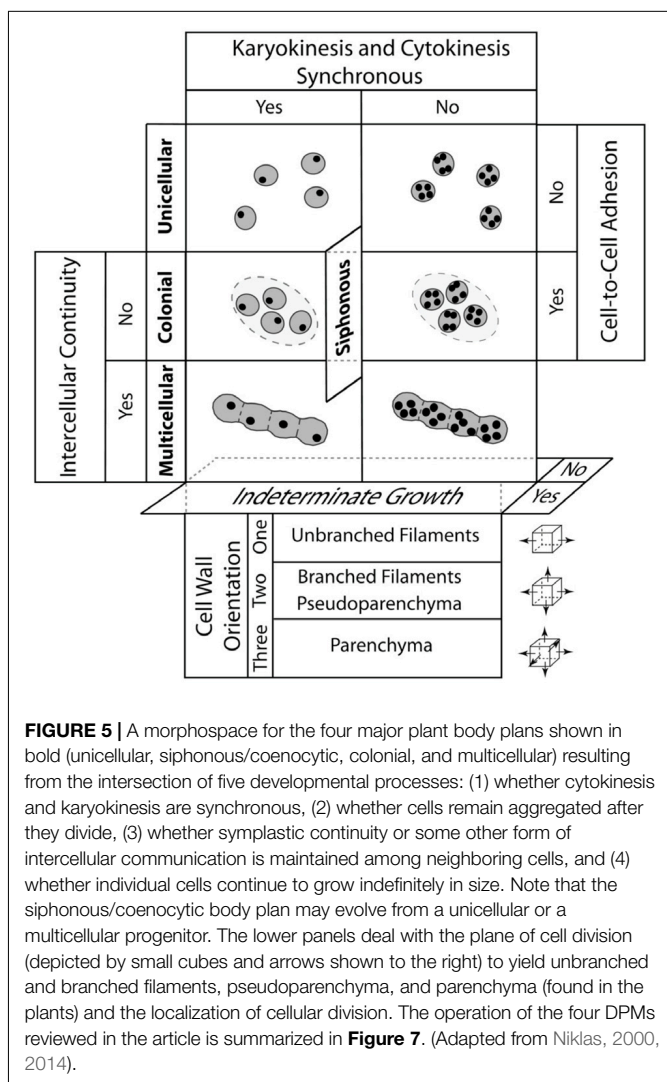 Karyokinesis and Cytokinesis
Synchronous
Yes
No
Unicellular
No
Cell-to-Cell Adhesion
Intercellular Continuity
No
Colonial
Siphonous
Yes
Yes
Multicellular
No
Indeterminate Growth
Yes
Cell Wall
Orientation
One
Unbranched Filaments
Two
Branched Filaments
Pseudoparenchyma
Three
Parenchyma
FIGURE 5 | A morphospace for the four major plant body plans shown in
bold (unicellular, siphonous/coenocytic, colonial, and multicellular) resulting
from the intersection of five developmental processes: (1) whether cytokinesis
and karyokinesis are synchronous, (2) whether cells remain aggregated after
they divide, (3) whether symplastic continuity or some other form of
intercellular communication is maintained among neighboring cells, and (4)
whether individual cells continue to grow indefinitely in size. Note that the
siphonous/coenocytic body plan may evolve from a unicellular or a
multicellular progenitor. The lower panels deal with the plane of cell division
(depicted by small cubes and arrows shown to the right) to yield unbranched
and branched filaments, pseudoparenchyma, and parenchyma (found in the
plants) and the localization of cellular division. The operation of the four DPMs
reviewed in the article is summarized in Figure 7. (Adapted from Niklas, 2000,
2014).